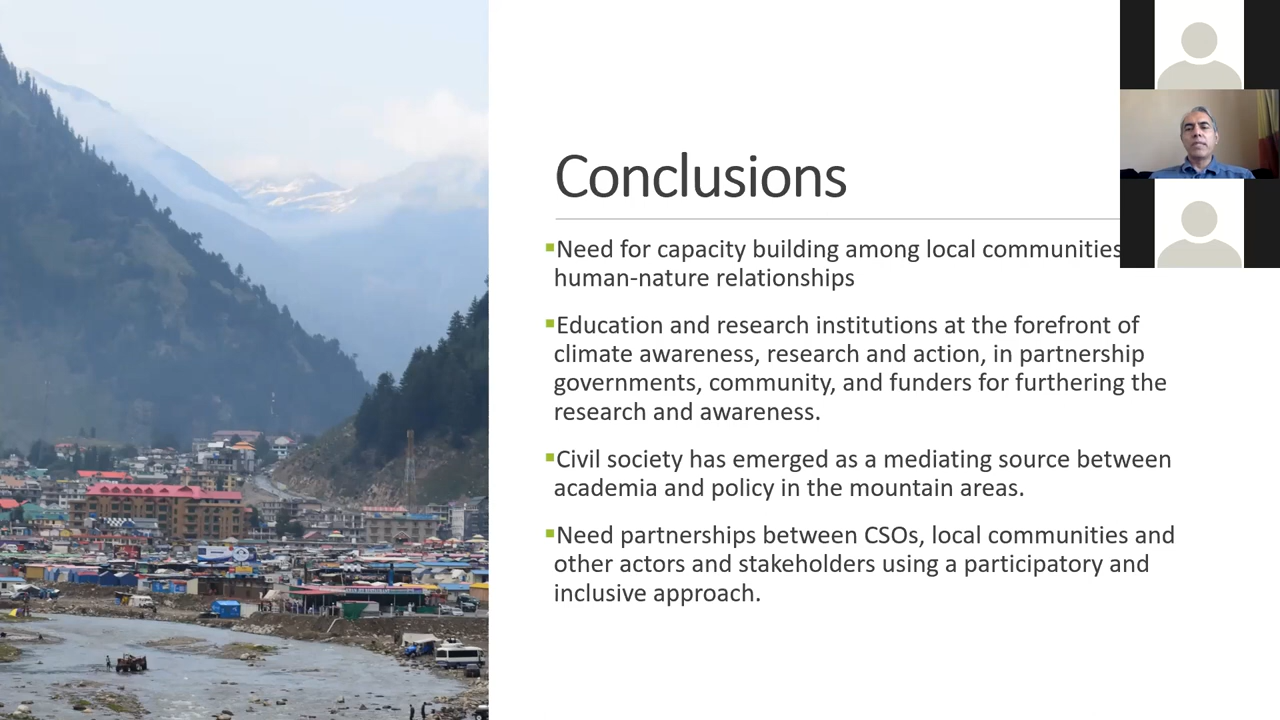 Conclusions
Need for capacity building among local communities
human-nature relationships
Education and research institutions at the forefront of
climate awareness, research and action, in partnership
governments, community, and funders for furthering the
research and awareness.
Civil society has emerged as a mediating source between
academia and policy in the mountain areas.
Need partnerships between CSOs, local communities and
other actors and stakeholders using a participatory and
inclusive approach.